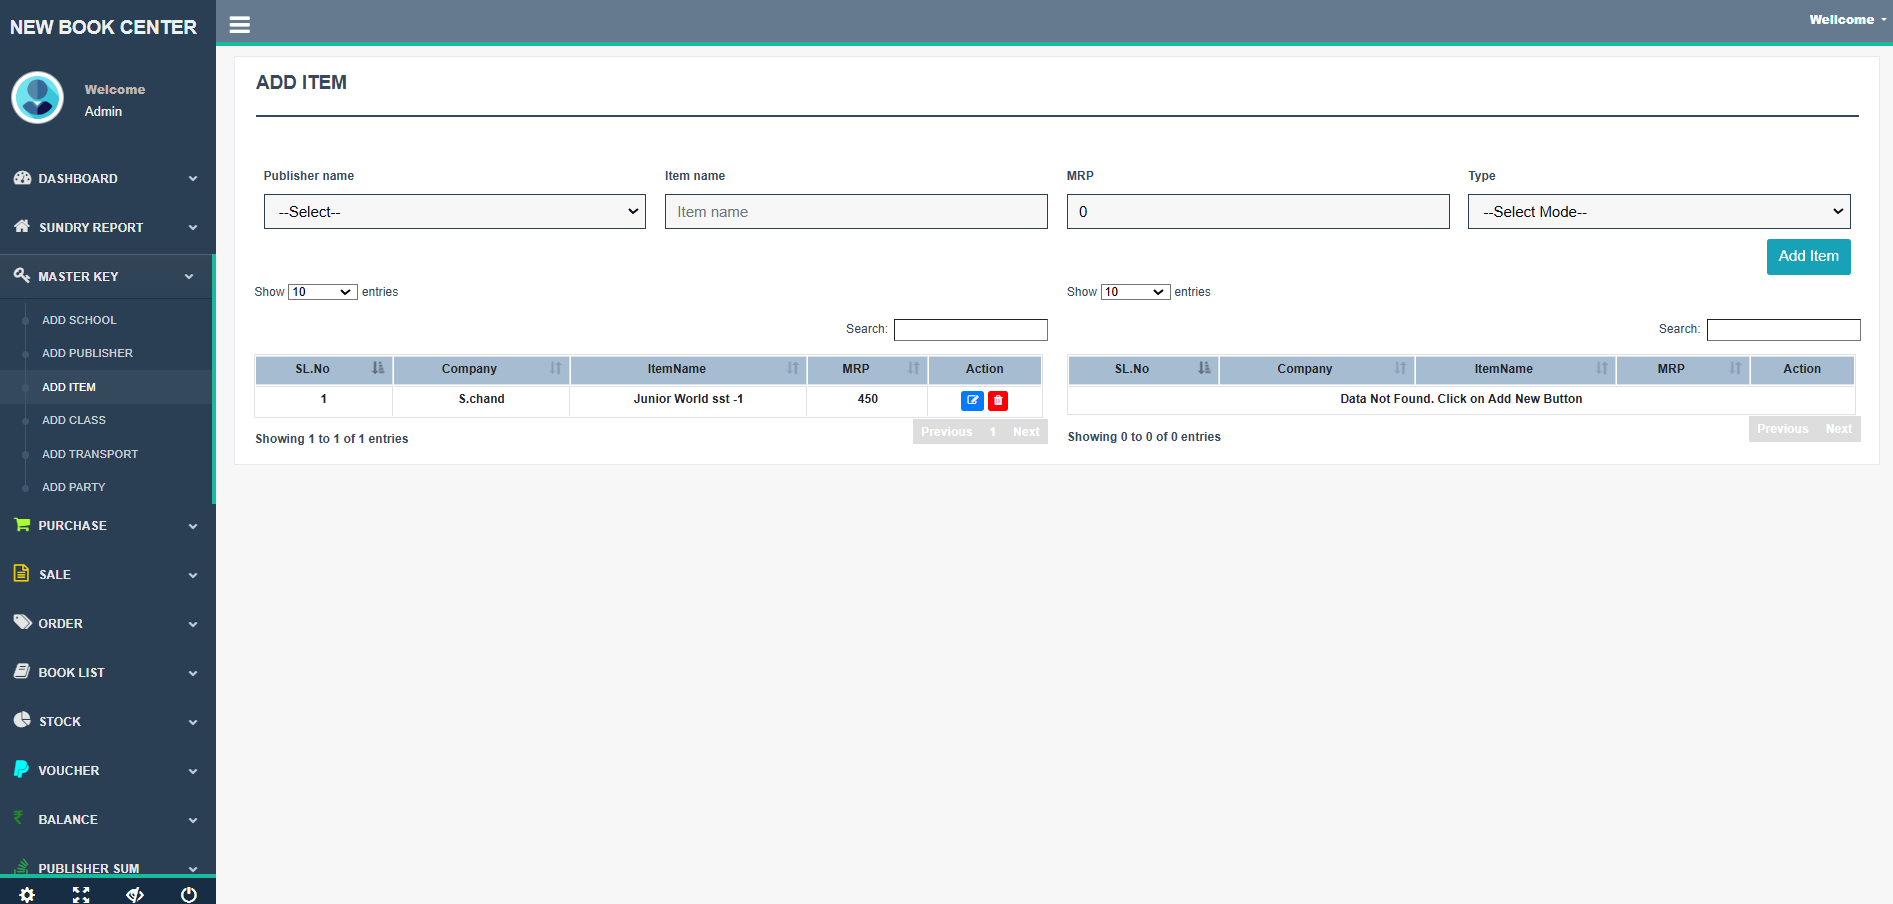 NEW BOOK CENTER
Welcome
Admin
DASHBOARD
SUNDRY REPORT
MASTER KEY
ADD SCHOOL
ADD PUBLISHER
ADD ITEM
ADD CLASS
ADD TRANSPORT
ADD PARTY
PURCHASE
SALE
ORDER
BOOK LIST
STOCK
VOUCHER
BALANCE
PUBLISHER SUM
Wellcome
ADD ITEM
Publisher name
--Select--
Item name
Item name
MRP
0
Type
--Select Mode--
Add Item
Show 10 entries
Search:
SL.No Company ItemName MRP Action
1 S.chand Junior World sst -1 450
Showing 1 to 1 of 1 entries
Previous 1 Next
Show 10 entries
Search:
SL.No Company ItemName MRP Action
Data Not Found. Click on Add New Button
Showing 0 to 0 of 0 entries
Previous Next